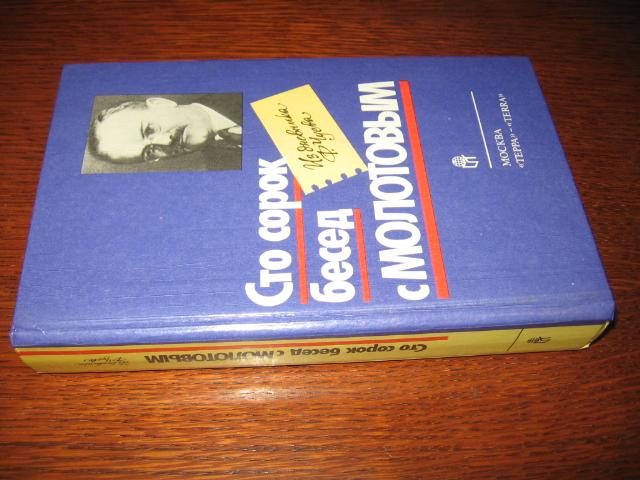 Из дневника
Ф. Чуева
Сто сорок
бесед
с МОЛОТОВЫМ
МОСКВА
«ТЕРРА» – «TERRA»
Сто сорок бесед с МОЛОТОВЫМ